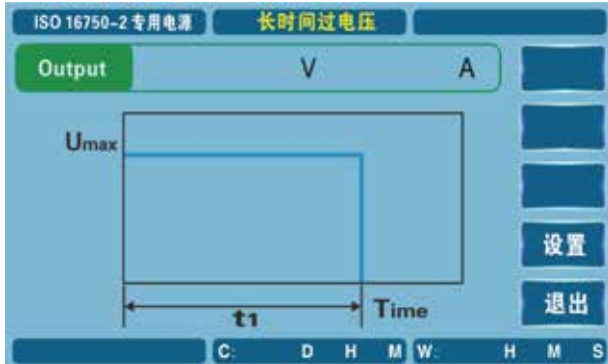 ISO 16750-2 专用电源 长时间过电压
Output V A
Umax
设置
t1 Time 退出
C: D H M W: H M S